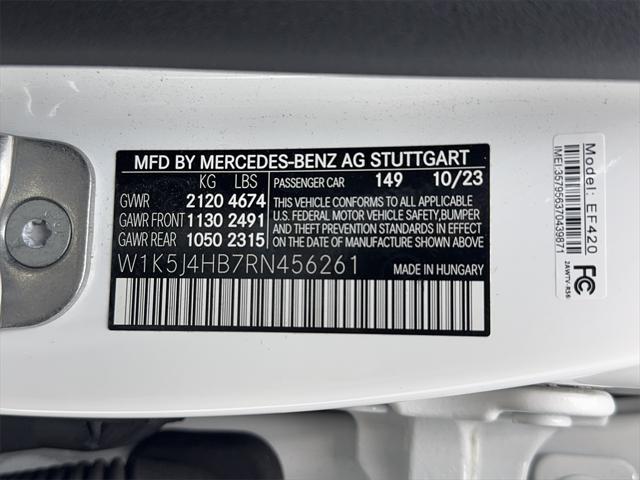 MFD BY MERCEDES-BENZ AG STUTTGART
KG LBS PASSENGER CAR 149 10/23
GVWR 2120 4674
GAWR FRONT 1130 2491
GAWR REAR 1050 2315
THIS VEHICLE CONFORMS TO ALL APPLICABLE
U.S. FEDERAL MOTOR VEHICLE SAFETY,BUMPER
AND THEFT PREVENTION STANDARDS IN EFFECT
ON THE DATE OF MANUFACTURE SHOWN ABOVE.
W1K5J4HB7RN456261 MADE IN HUNGARY
Model: EF420
IMEI:357956370439871
FC